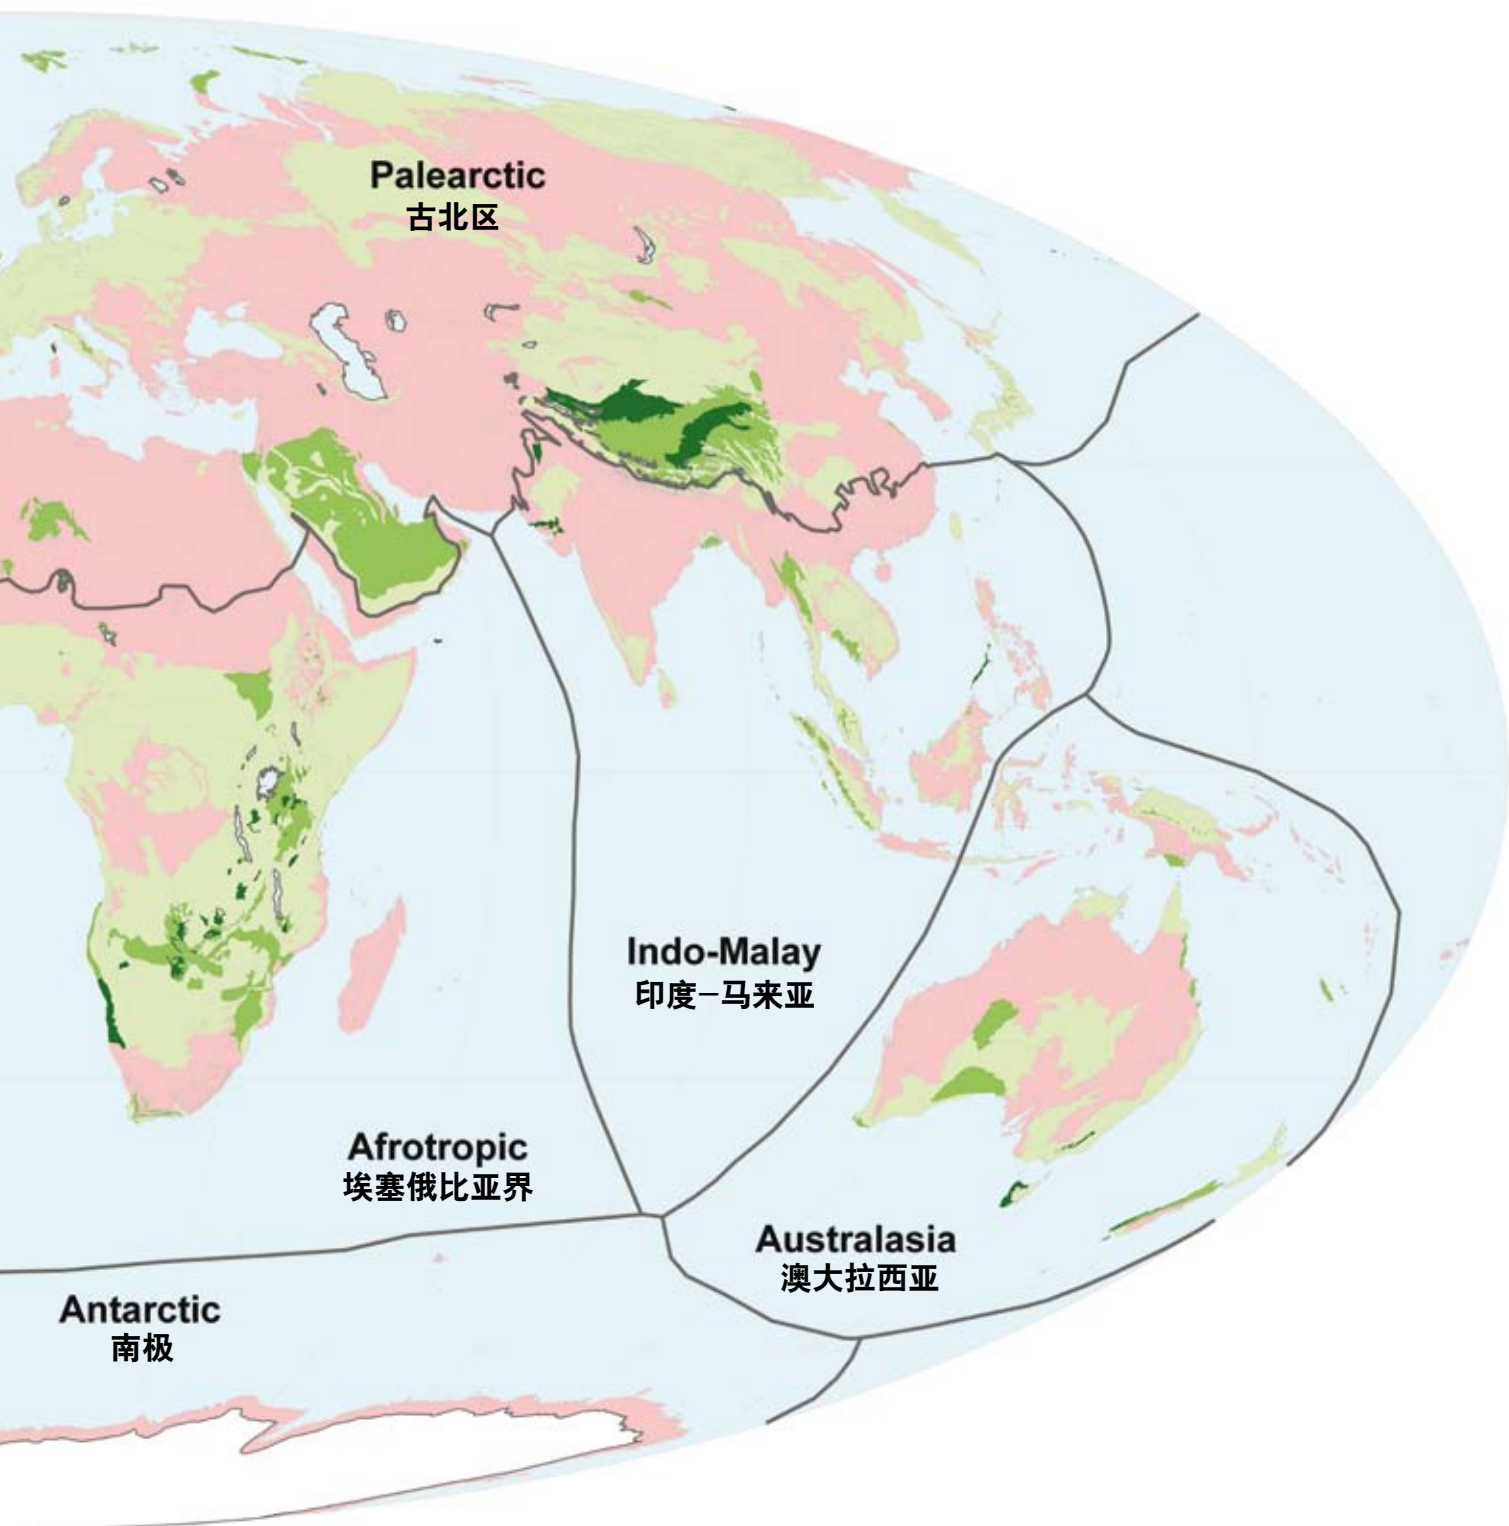 Palearctic
古北区
Indo-Malay
印度–马来亚
Afrotropic
埃塞俄比亚界
Australasia
澳大拉西亚
Antarctic
南极